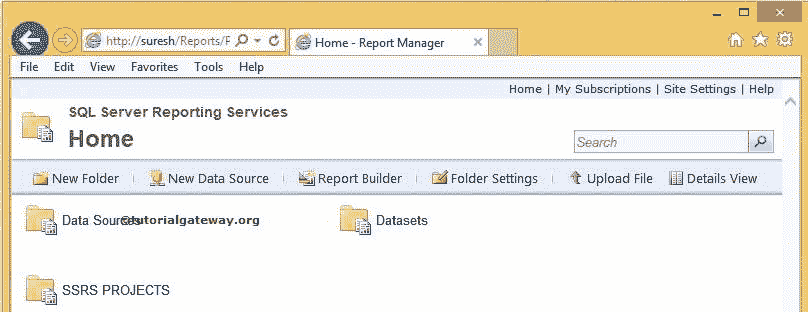 http://suresh/Reports/F
Home - Report Manager
File Edit View Favorites Tools Help
Home | My Subscriptions | Site Settings | Help
SQL Server Reporting Services
Home
Search
New Folder New Data Source Report Builder Folder Settings Upload File Details View
Data Sources ©tutorialgateway.org Datasets
SSRS PROJECTS